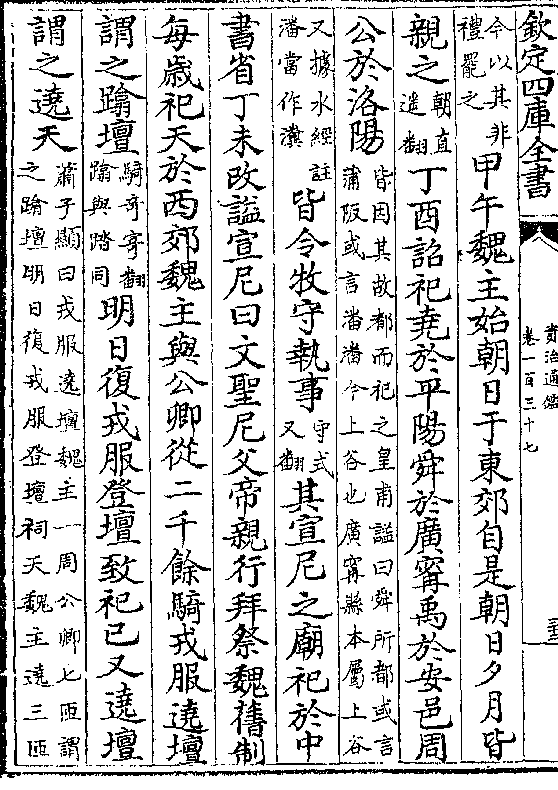 欽定四庫全書
資治通鑑
卷一百三十七
今以其非禮罷之甲午魏主始朝日于東郊自是朝日夕月皆
親之朝直遥翻丁酉詔祀堯於平陽舜於廣甯禹於安邑周
公於洛陽皆因其故都而祀之皇甫謐曰舜所都或言蒲阪或言潘潘今上谷也廣甯縣本屬上谷
又據水經註潘當作皆令牧守執事守式又翻其宣尼之廟祀於中
書省丁未改諡宣尼曰文聖尼父帝親行拜祭魏舊制
每歲祀天於西郊魏主與公卿從二千餘騎戎服遶壇
謂之蹹壇騎奇寄翻蹹與踏同明日復戎服登壇致祀已又遶壇
謂之遶天蕭子顯曰戎服遶壇魏主一周公卿七匝謂之蹹壇明日復戎服登壇祠天魏主遶三匝